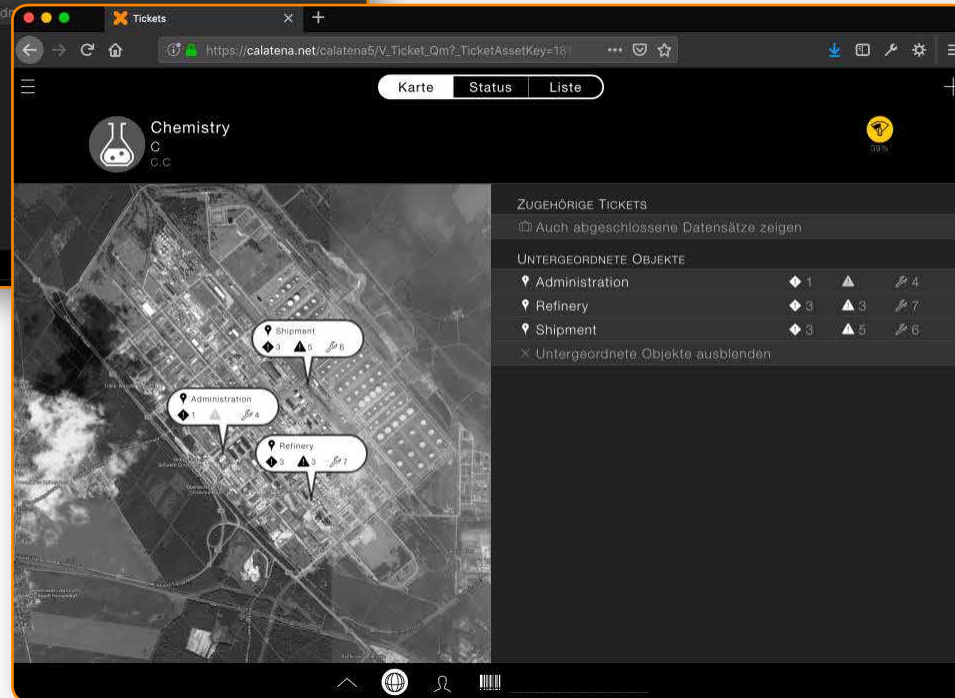 Tickets
https://calatena.net/calatena5/V_Ticket_Qm?_TicketAssetKey=181
Karte Status Liste
Chemistry
C
C.C
39%
ZUGEHÖRIGE TICKETS
Auch abgeschlossene Datensätze zeigen
UNTERGEORDNETE OBJEKTE
Administration 1 4
Refinery 3 3 7
Shipment 3 5 6
Untergeordnete Objekte ausblenden
Shipment
3 5 6
Administration
1 4
Refinery
3 3 7